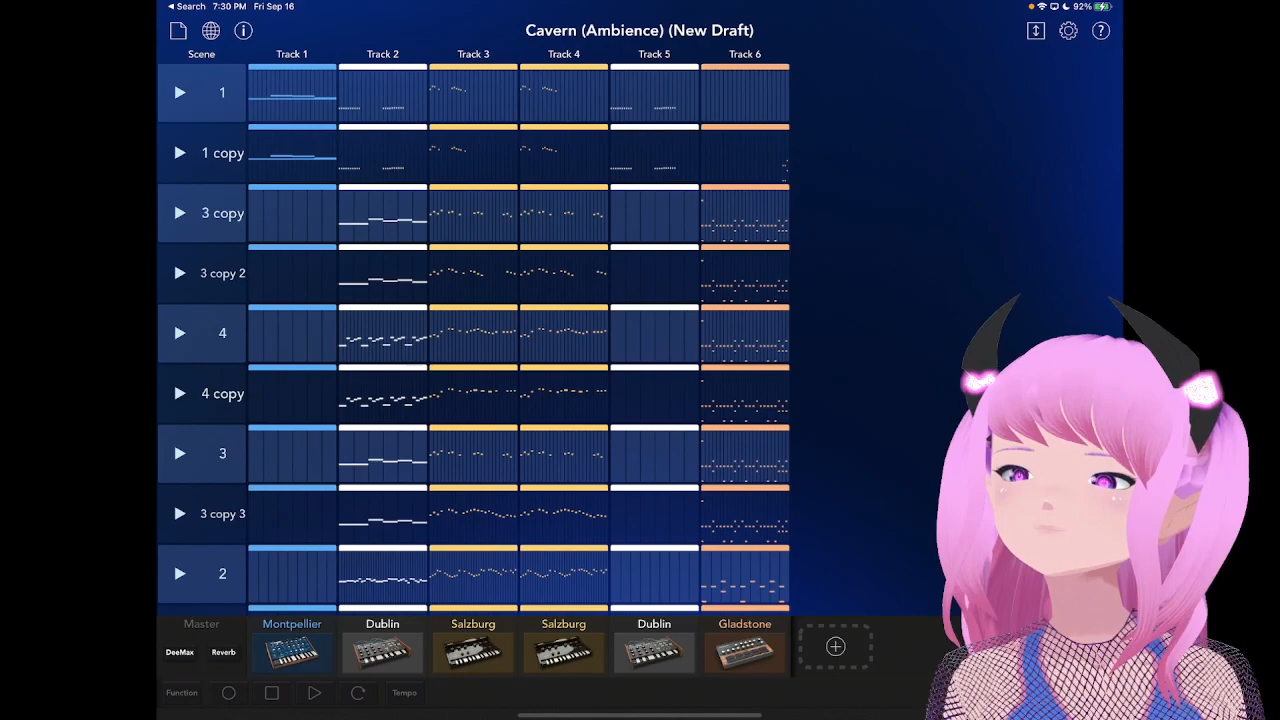 Search 7:30 PM Fri Sep 16 92%
Cavern (Ambience) (New Draft)
Scene Track 1 Track 2 Track 3 Track 4 Track 5 Track 6
1
1 copy
3 copy
3 copy 2
4
4 copy
3
3 copy 3
2
Master Montpellier Dublin Salzburg Salzburg Dublin Gladstone
DeeMax Reverb
Function Tempo